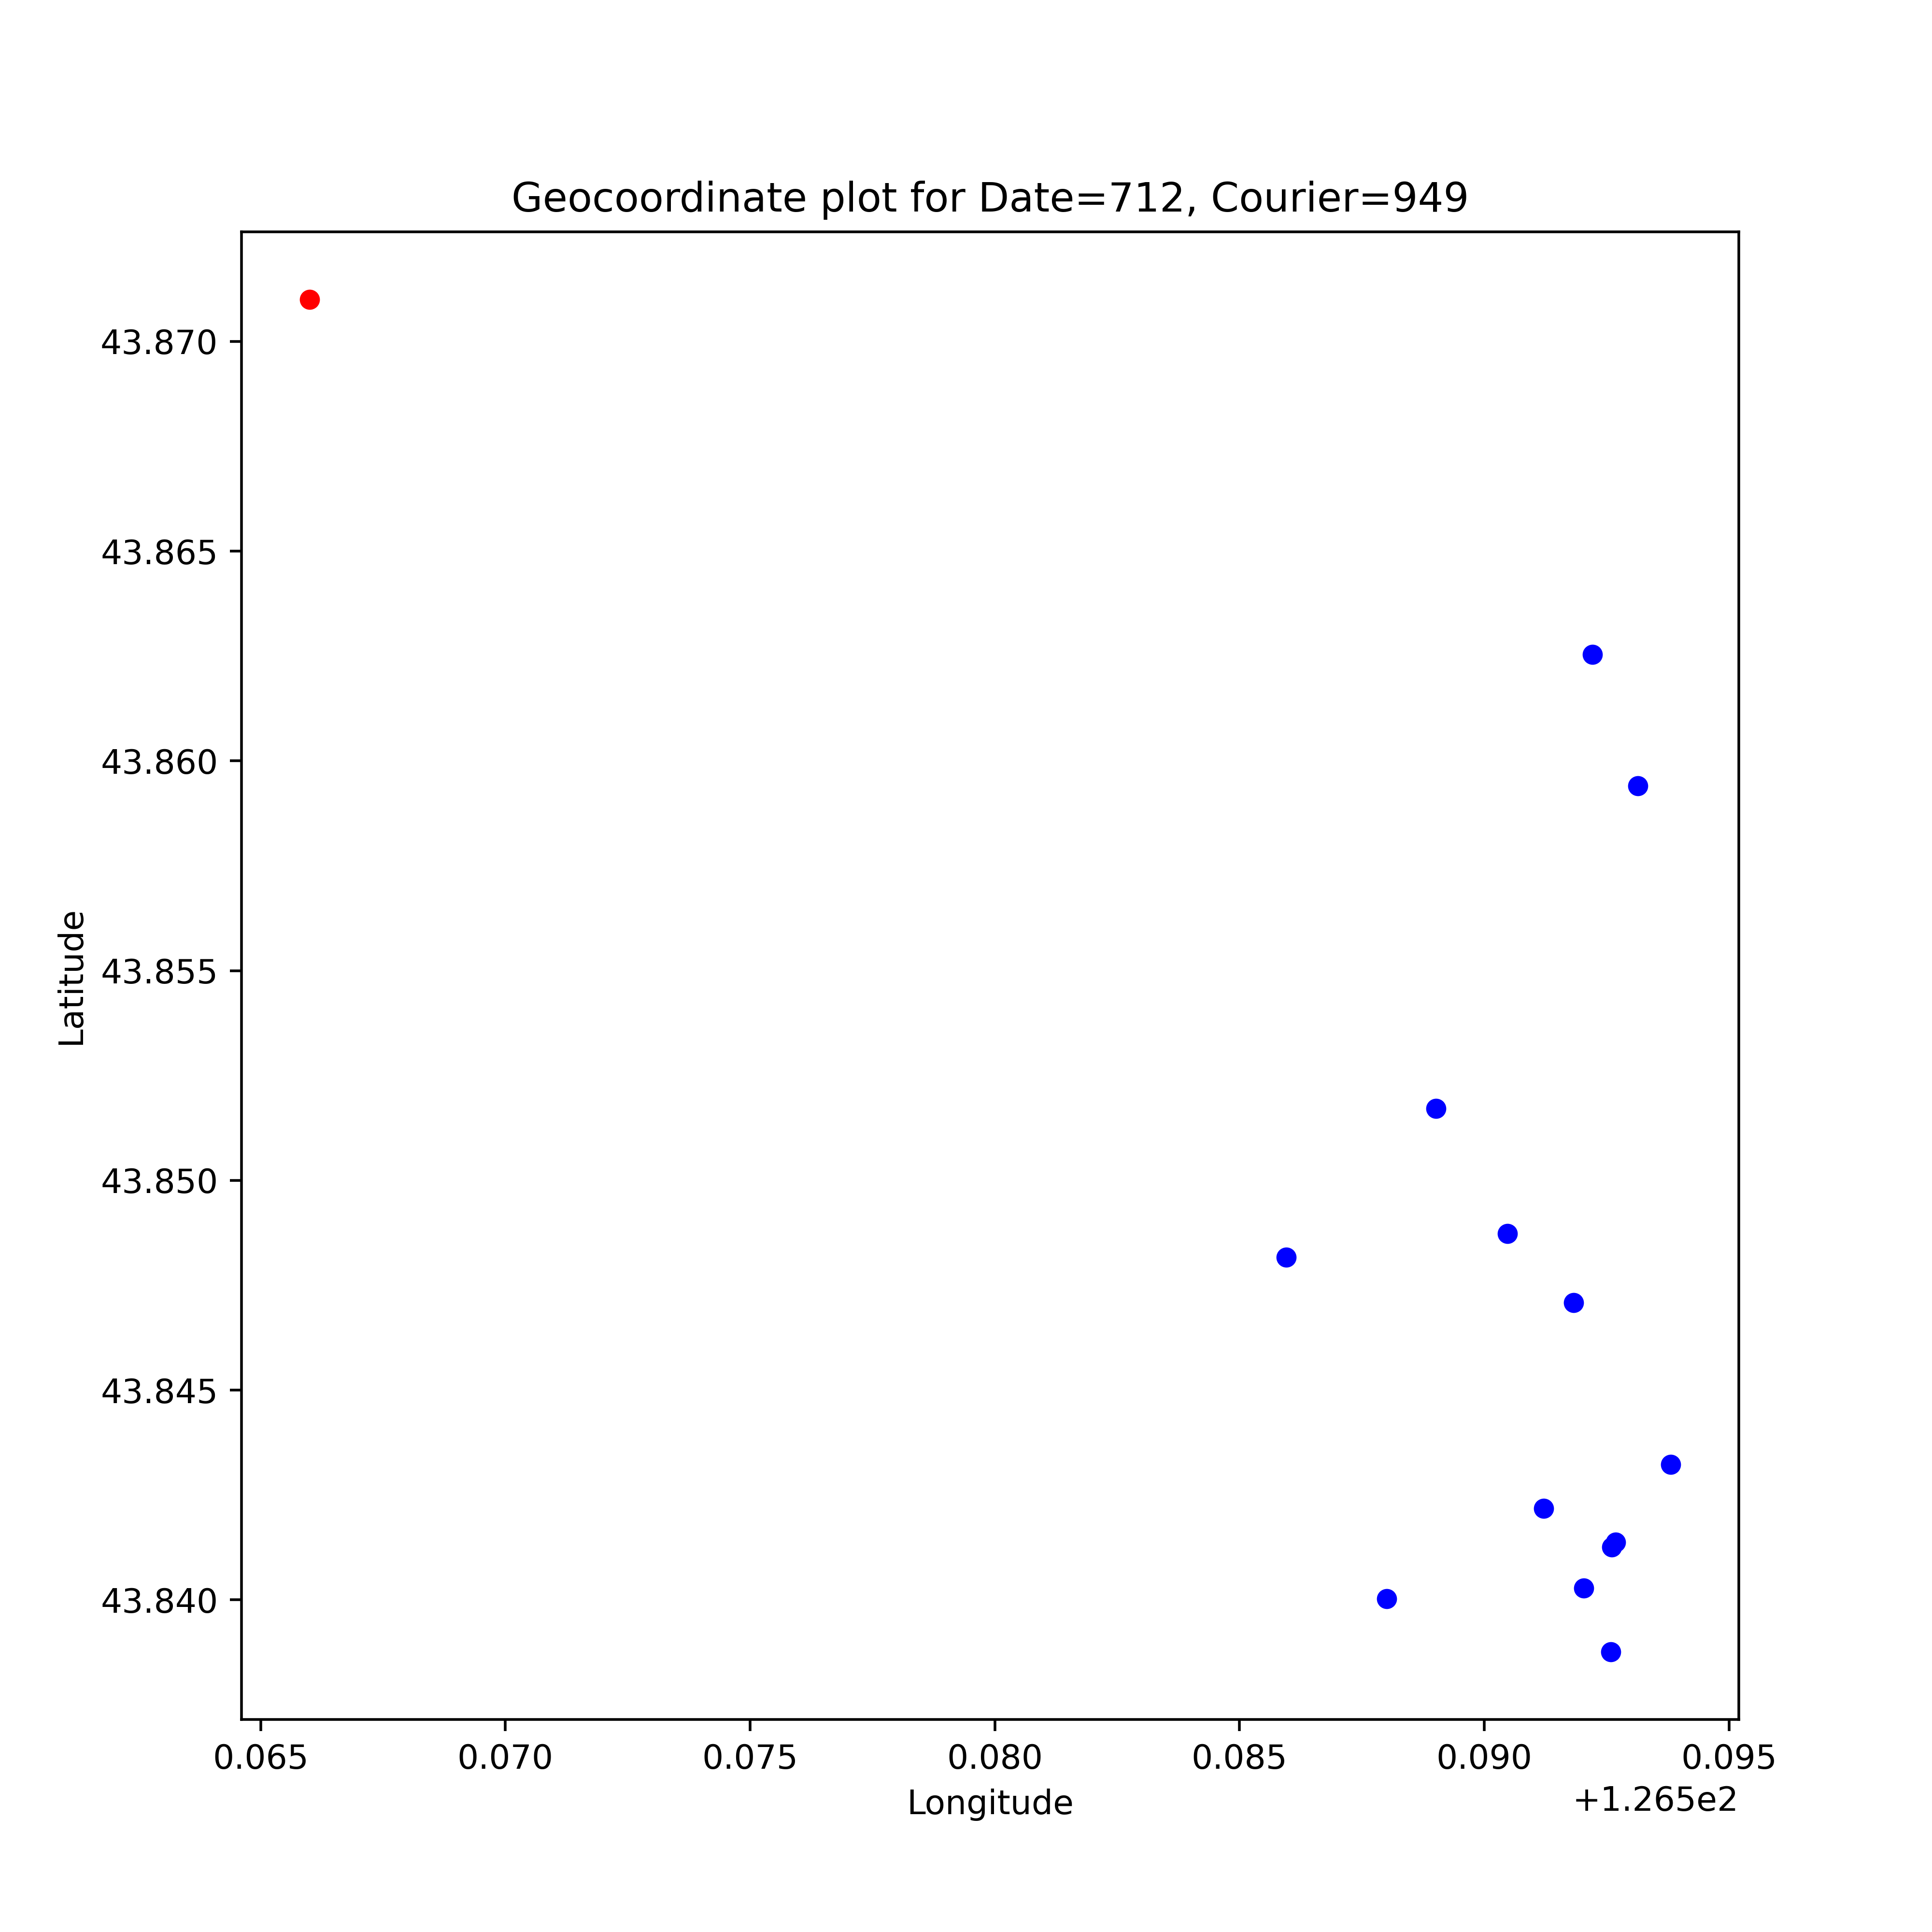 Geocoordinate plot for Date=712, Courier=949
43.870
43.865
43.860
43.855
43.850
43.845
43.840
Latitude
0.065 0.070 0.075 0.080 0.085 0.090 0.095
+1.265e2
Longitude